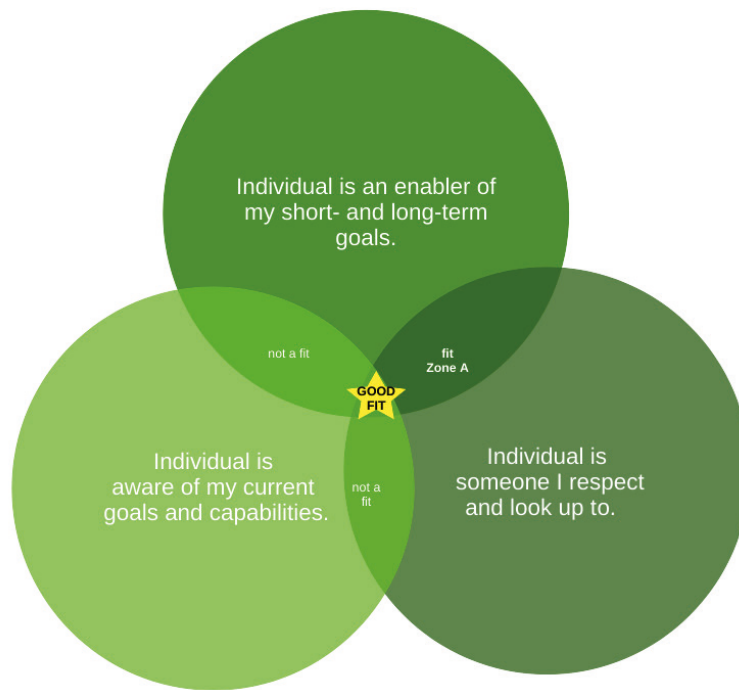 Individual is an enabler of
my short- and long-term
goals.
not a fit
fit
Zone A
GOOD
FIT
Individual is
aware of my current
goals and capabilities.
not a
fit
Individual is
someone I respect
and look up to.